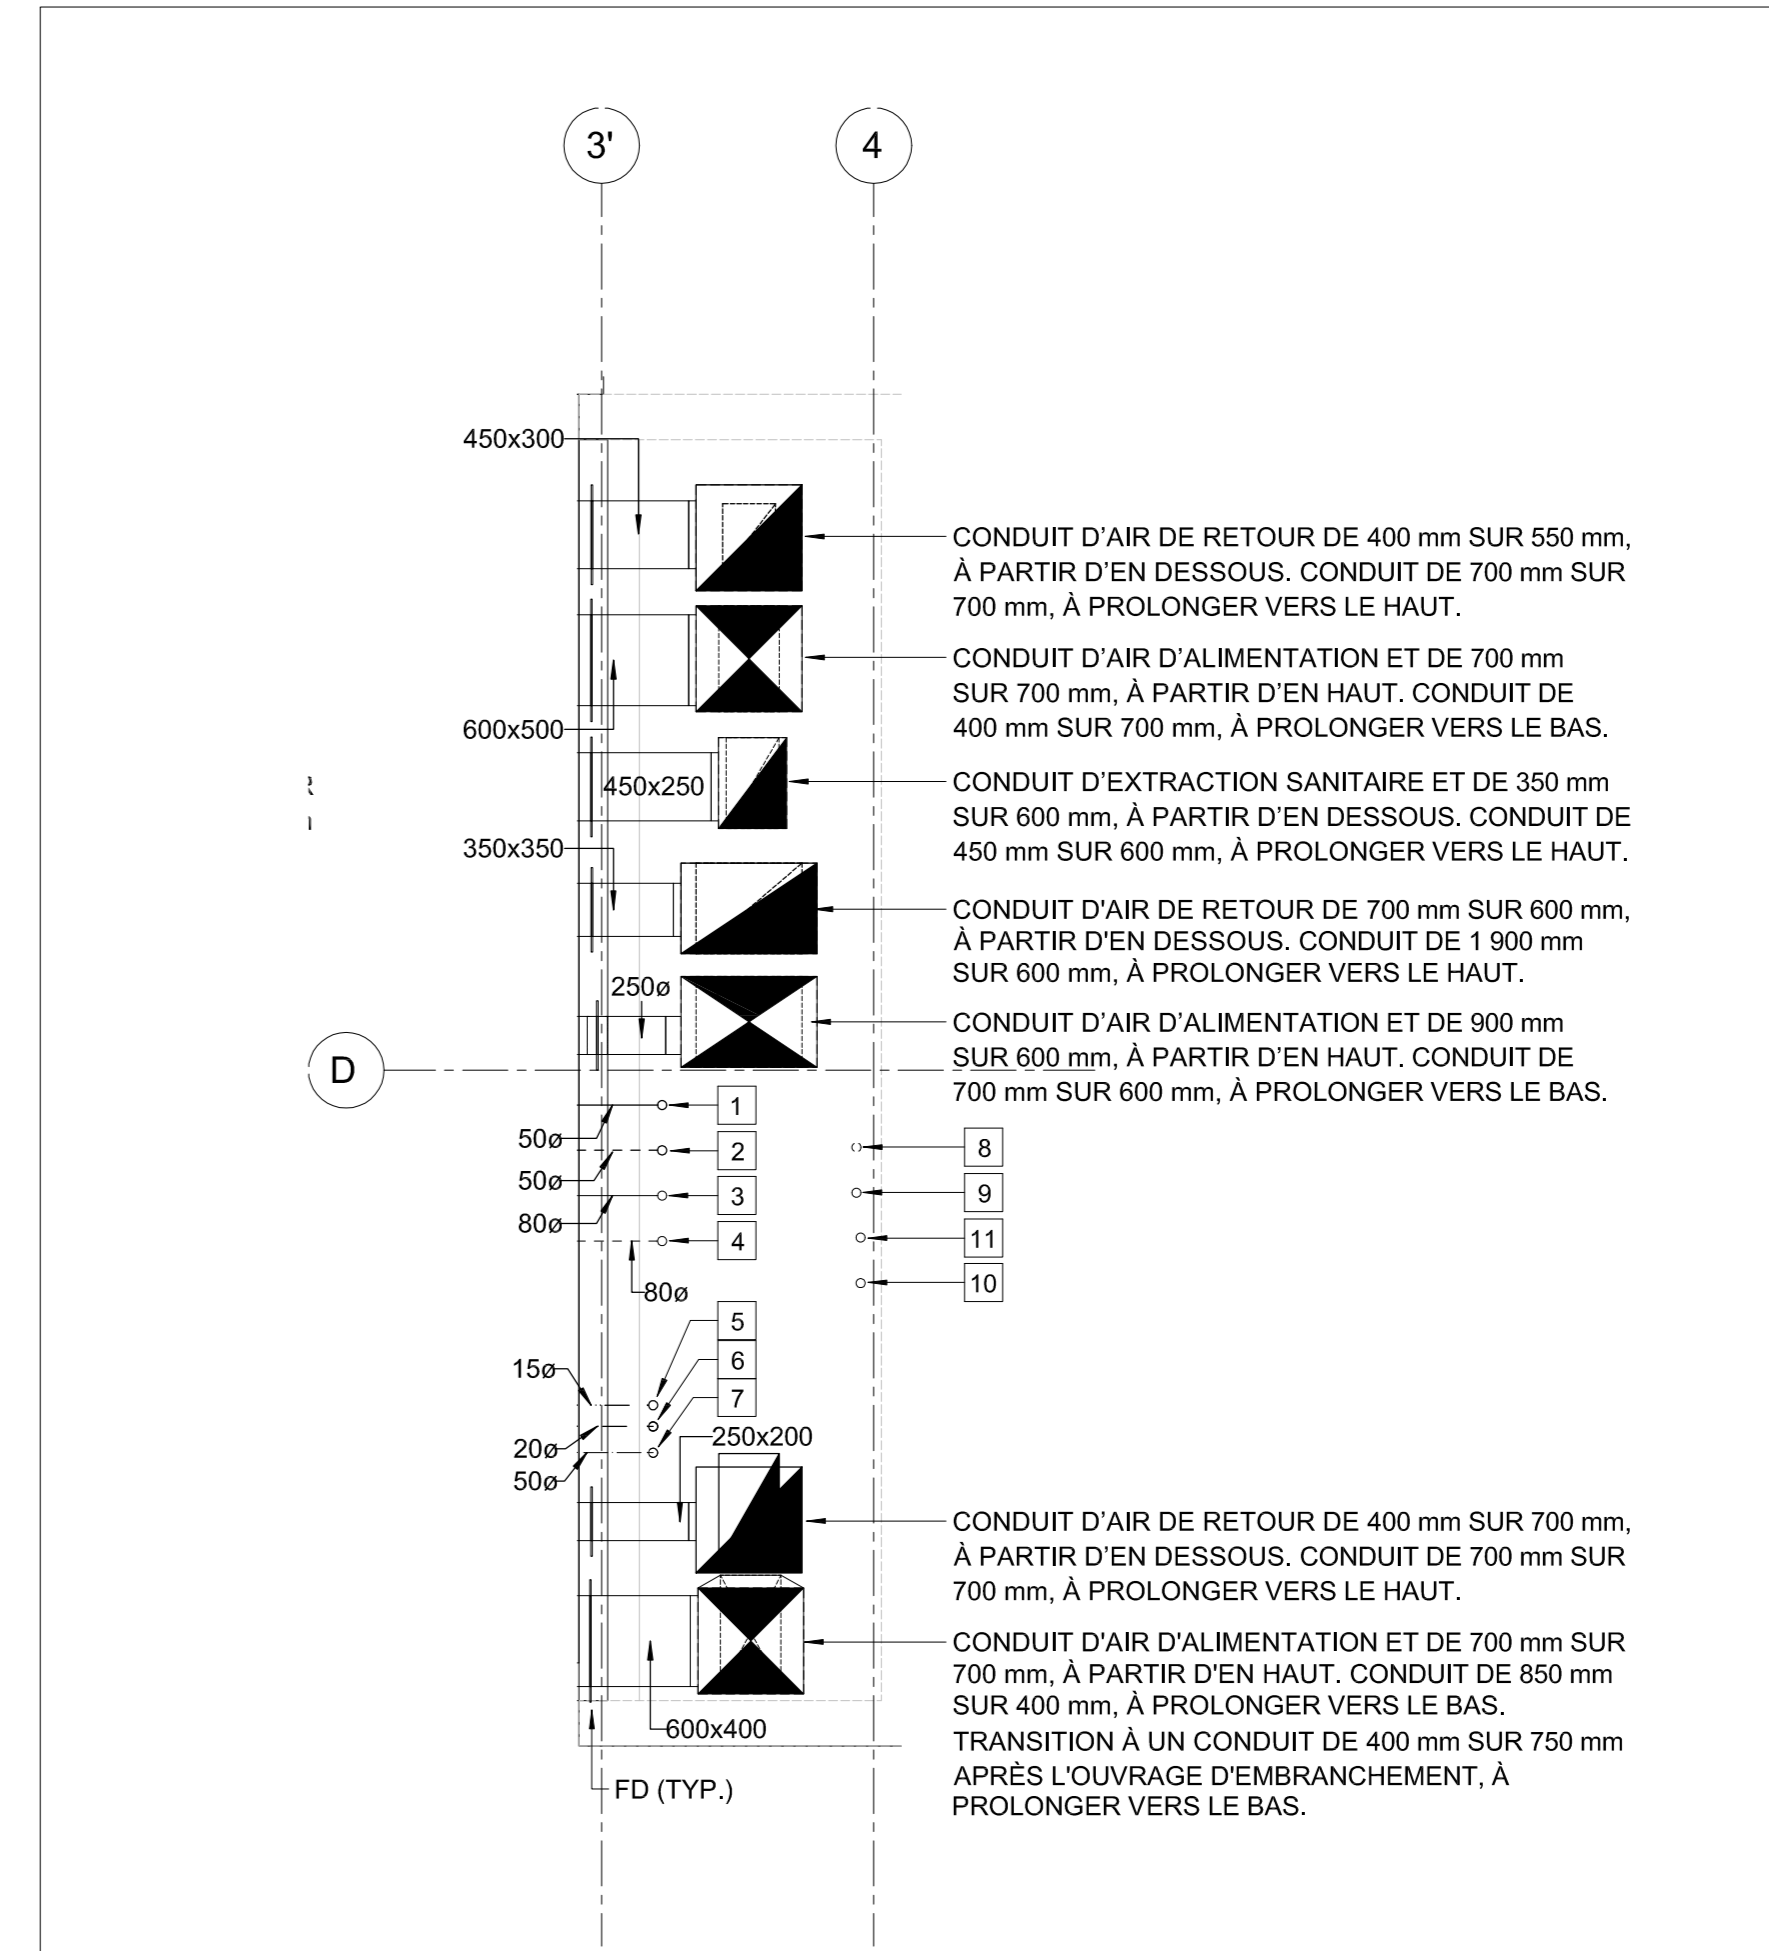 3'
4
450x300
CONDUIT D’AIR DE RETOUR DE 400 mm SUR 550 mm,
À PARTIR D’EN DESSOUS. CONDUIT DE 700 mm SUR
700 mm, À PROLONGER VERS LE HAUT.
CONDUIT D’AIR D’ALIMENTATION ET DE 700 mm
SUR 700 mm, À PARTIR D’EN HAUT. CONDUIT DE
400 mm SUR 700 mm, À PROLONGER VERS LE BAS.
600x500
450x250
CONDUIT D’EXTRACTION SANITAIRE ET DE 350 mm
SUR 600 mm, À PARTIR D’EN DESSOUS. CONDUIT DE
450 mm SUR 600 mm, À PROLONGER VERS LE HAUT.
350x350
CONDUIT D'AIR DE RETOUR DE 700 mm SUR 600 mm,
À PARTIR D'EN DESSOUS. CONDUIT DE 1 900 mm
SUR 600 mm, À PROLONGER VERS LE HAUT.
250ø
CONDUIT D’AIR D’ALIMENTATION ET DE 900 mm
SUR 600 mm, À PARTIR D’EN HAUT. CONDUIT DE
700 mm SUR 600 mm, À PROLONGER VERS LE BAS.
D
1
50ø
2
8
50ø
3
9
80ø
4
11
80ø
10
5
6
15ø
7
250x200
20ø
50ø
CONDUIT D’AIR DE RETOUR DE 400 mm SUR 700 mm,
À PARTIR D’EN DESSOUS. CONDUIT DE 700 mm SUR
700 mm, À PROLONGER VERS LE HAUT.
CONDUIT D'AIR D'ALIMENTATION ET DE 700 mm SUR
700 mm, À PARTIR D'EN HAUT. CONDUIT DE 850 mm
SUR 400 mm, À PROLONGER VERS LE BAS.
TRANSITION À UN CONDUIT DE 400 mm SUR 750 mm
APRÈS L'OUVRAGE D'EMBRANCHEMENT, À
PROLONGER VERS LE BAS.
600x400
FD (TYP.)